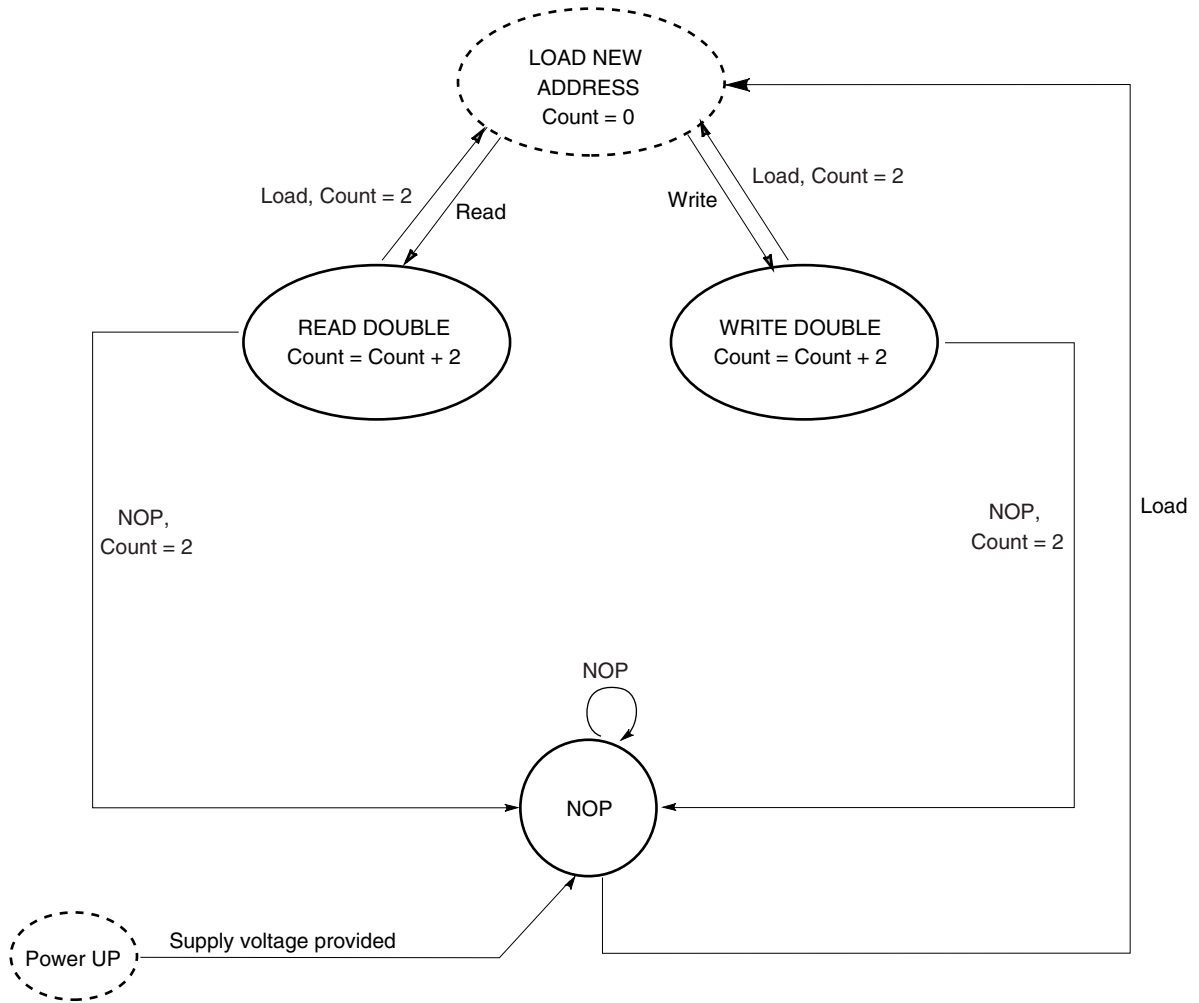 LOAD NEW
ADDRESS
Count = 0
Load, Count = 2
Read
Write
Load, Count = 2
READ DOUBLE
Count = Count + 2
WRITE DOUBLE
Count = Count + 2
NOP,
Count = 2
NOP,
Count = 2
Load
NOP
NOP
Supply voltage provided
Power UP